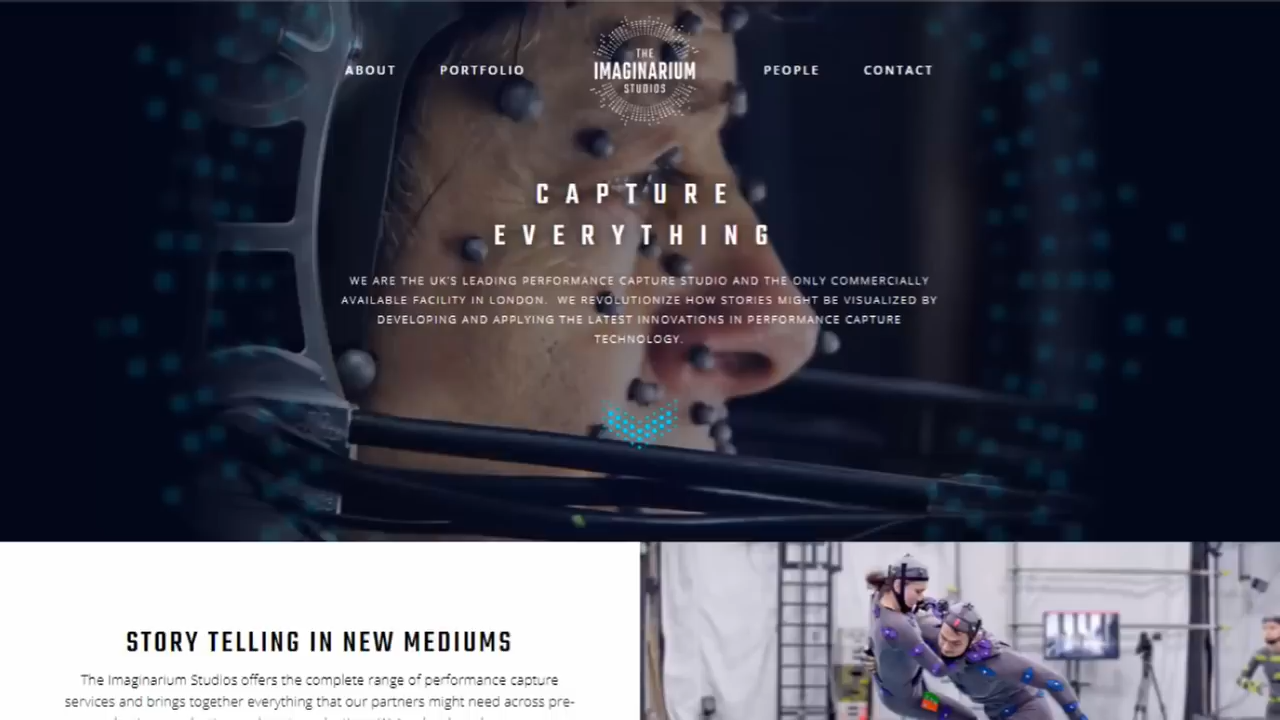 ABOUT
PORTFOLIO
THE
IMAGINARIUM
STUDIOS
PEOPLE
CONTACT
CAPTURE
EVERYTHING
WE ARE THE UK'S LEADING PERFORMANCE CAPTURE STUDIO AND THE ONLY COMMERCIALLY
AVAILABLE FACILITY IN LONDON. WE REVOLUTIONIZE HOW STORIES MIGHT BE VISUALIZED BY
DEVELOPING AND APPLYING THE LATEST INNOVATIONS IN PERFORMANCE CAPTURE
TECHNOLOGY.
STORY TELLING IN NEW MEDIUMS
The Imaginarium Studios offers the complete range of performance capture
services and brings together everything that our partners might need across pre-